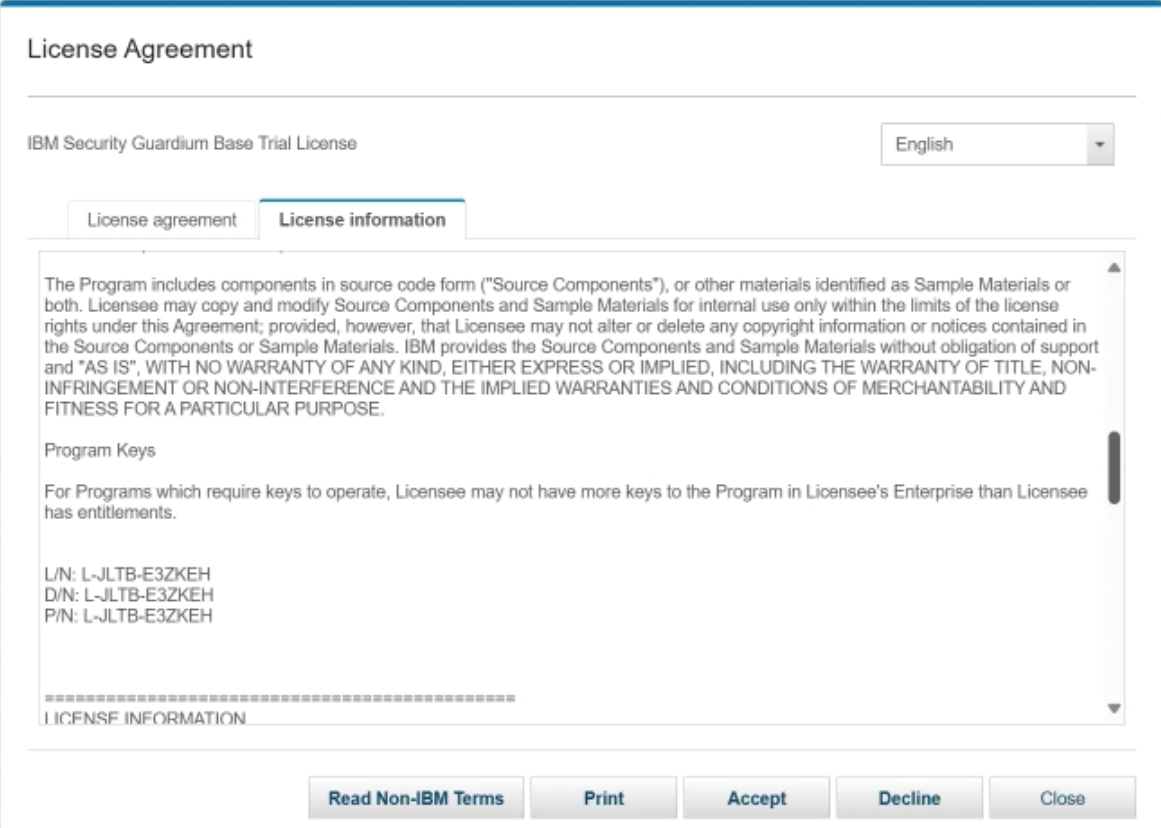 License Agreement
IBM Security Guardium Base Trial License
English
License agreement
License information
The Program includes components in source code form ("Source Components"), or other materials identified as Sample Materials or
both. Licensee may copy and modify Source Components and Sample Materials for internal use only within the limits of the license
rights under this Agreement; provided, however, that Licensee may not alter or delete any copyright information or notices contained in
the Source Components or Sample Materials. IBM provides the Source Components and Sample Materials without obligation of support
and "AS IS", WITH NO WARRANTY OF ANY KIND, EITHER EXPRESS OR IMPLIED, INCLUDING THE WARRANTY OF TITLE, NON-
INFRINGEMENT OR NON-INTERFERENCE AND THE IMPLIED WARRANTIES AND CONDITIONS OF MERCHANTABILITY AND
FITNESS FOR A PARTICULAR PURPOSE.
Program Keys
For Programs which require keys to operate, Licensee may not have more keys to the Program in Licensee's Enterprise than Licensee
has entitlements.
L/N: L-JLTB-E3ZKEH
D/N: L-JLTB-E3ZKEH
P/N: L-JLTB-E3ZKEH
==============================================
LICENSE INFORMATION
Read Non-IBM Terms
Print
Accept
Decline
Close